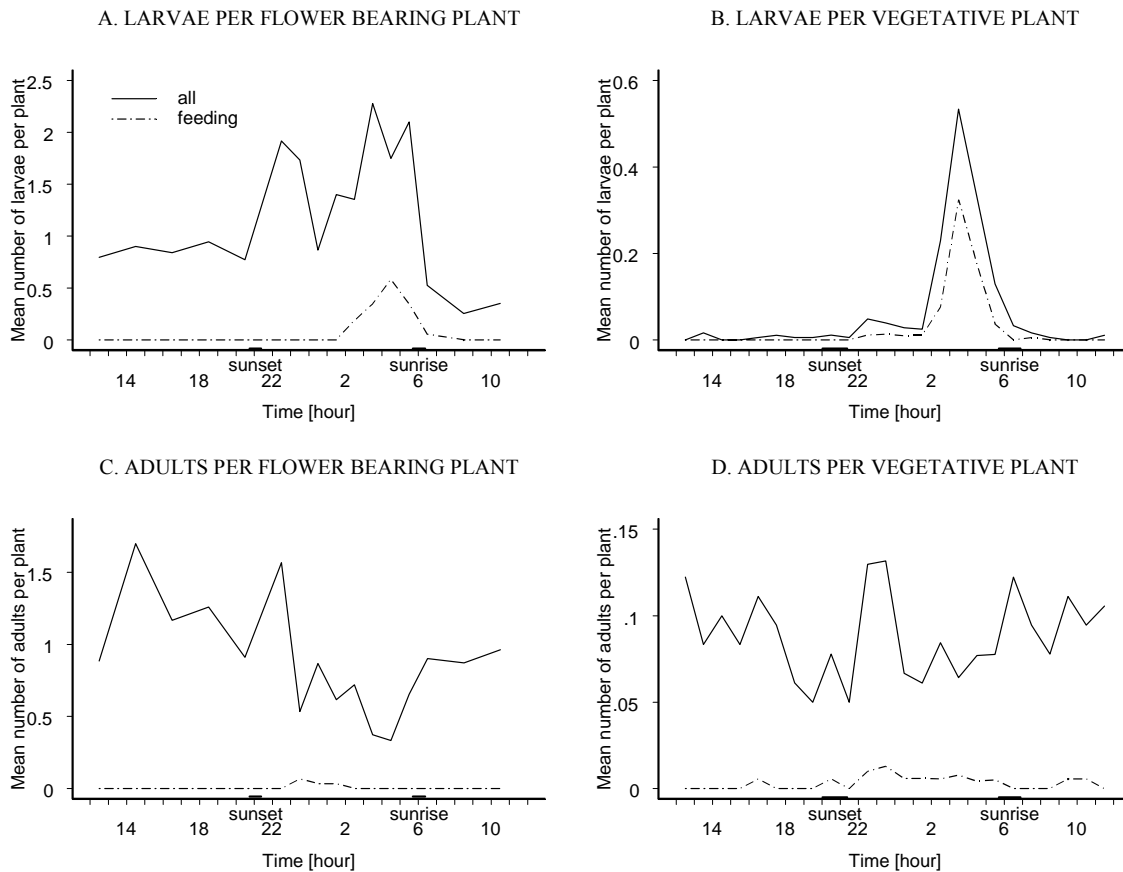 A. LARVAE PER FLOWER BEARING PLANT
Mean number of larvae per plant
2.5
2
1.5
1
0.5
0
all
feeding
sunset
sunrise
14 18 22 2 6 10
Time [hour]
B. LARVAE PER VEGETATIVE PLANT
Mean number of larvae per plant
0.6
0.4
0.2
0
sunset
sunrise
14 18 22 2 6 10
Time [hour]
C. ADULTS PER FLOWER BEARING PLANT
Mean number of adults per plant
1.5
1
0.5
0
sunset
sunrise
14 18 22 2 6 10
Time [hour]
D. ADULTS PER VEGETATIVE PLANT
Mean number of adults per plant
.15
.1
.05
0
sunset
sunrise
14 18 22 2 6 10
Time [hour]